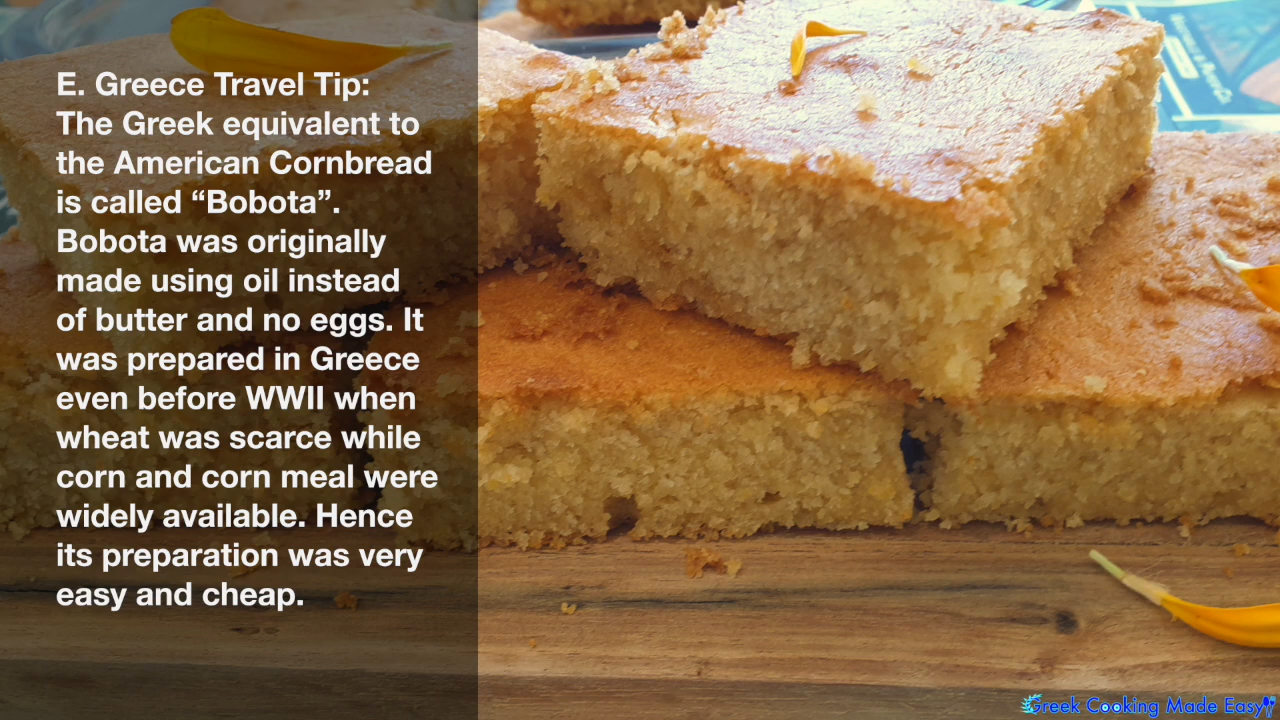 E. Greece Travel Tip:
The Greek equivalent to
the American Cornbread
is called “Bobota”.
Bobota was originally
made using oil instead
of butter and no eggs. It
was prepared in Greece
even before WWII when
wheat was scarce while
corn and corn meal were
widely available. Hence
its preparation was very
easy and cheap.
Greek Cooking Made Easy